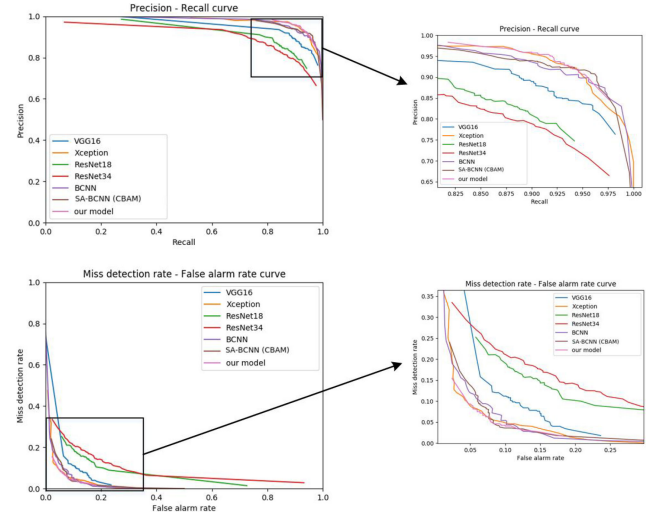 Precision - Recall curve
1.0
0.8
0.6
0.4
0.2
0.0
Precision
VGG16
Xception
ResNet18
ResNet34
BCNN
SA-BCNN (CBAM)
our model
0.0 0.2 0.4 0.6 0.8 1.0
Recall
Precision - Recall curve
1.00
0.95
0.90
0.85
0.80
0.75
0.70
0.65
Precision
VGG16
Xception
ResNet18
ResNet34
BCNN
SA-BCNN (CBAM)
our model
0.825 0.850 0.875 0.900 0.925 0.950 0.975 1.000
Recall
Miss detection rate - False alarm rate curve
1.0
0.8
0.6
0.4
0.2
0.0
Miss detection rate
VGG16
Xception
ResNet18
ResNet34
BCNN
SA-BCNN (CBAM)
our model
0.0 0.2 0.4 0.6 0.8 1.0
False alarm rate
Miss detection rate - False alarm rate curve
0.35
0.30
0.25
0.20
0.15
0.10
0.05
0.00
Miss detection rate
VGG16
Xception
ResNet18
ResNet34
BCNN
SA-BCNN (CBAM)
our model
0.05 0.10 0.15 0.20 0.25
False alarm rate